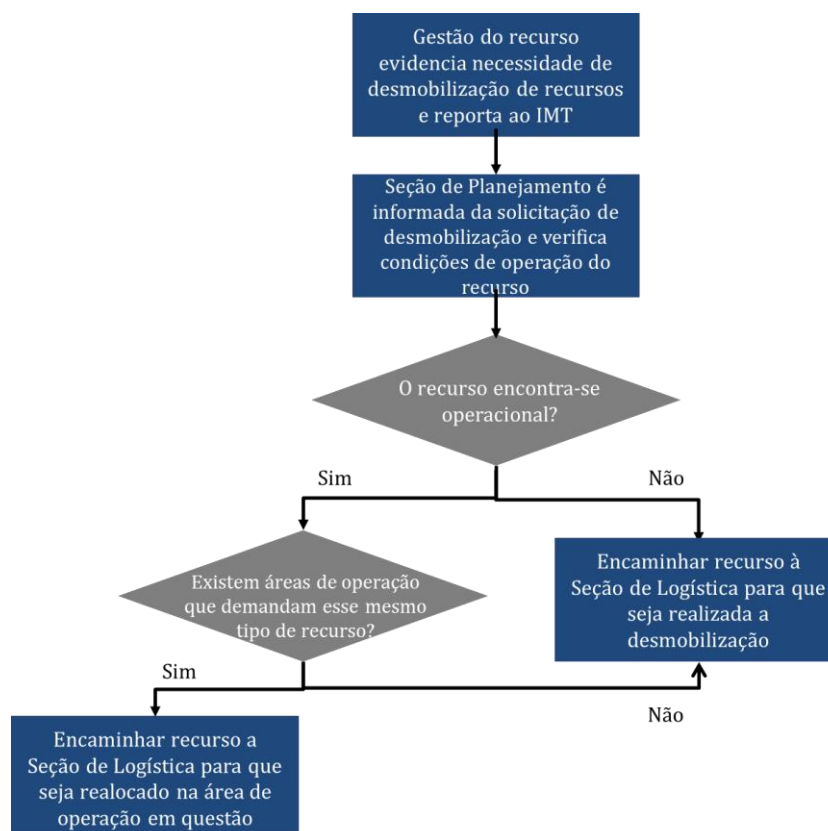 Gestão do recurso
evidencia necessidade de
desmobilização de recursos
e reporta ao IMT
Seção de Planejamento é
informada da solicitação de
desmobilização e verifica
condições de operação do
recurso
O recurso encontra-se
operacional?
Sim
Não
Existem áreas de operação
que demandam esse mesmo
tipo de recurso?
Encaminhar recurso à
Seção de Logística para que
seja realizada a
desmobilização
Sim
Não
Encaminhar recurso a
Seção de Logística para que
seja realocado na área de
operação em questão